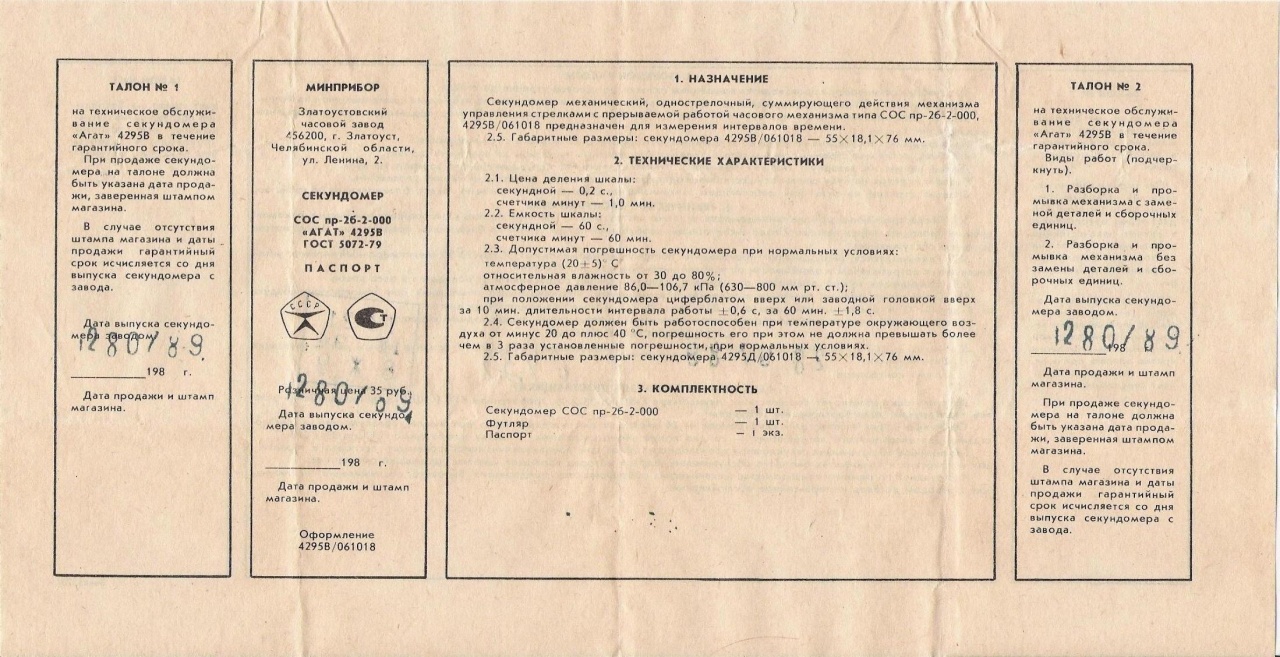 ТАЛОН № 1
на техническое обслужи-
вание секундомера
«Агат» 4295В в течение
гарантийного срока.
При продаже секундо-
мера на талоне должна
быть указана дата прода-
жи, заверенная штампом
магазина.
В случае отсутствия
штампа магазина и даты
продажи гарантийный
срок исчисляется со дня
выпуска секундомера с
завода.
Дата выпуска секундо-
мера заводом.
1280/89.
198 г.
Дата продажи и штамп
магазина.
МИНПРИБОР
Златоустовский
часовой завод
456200, г. Златоуст,
Челябинской области,
ул. Ленина, 2.
СЕКУНДОМЕР
СОС пр-2б-2-000
«АГАТ» 4295В
ГОСТ 5072-79
ПАСПОРТ
СССР
Розничная цена 35 руб.
1280/89
Дата выпуска секундо-
мера заводом.
198 г.
Дата продажи и штамп
магазина.
Оформление
4295В/061018
1. НАЗНАЧЕНИЕ
Секундомер механический, однострелочный, суммирующего действия механизма
управления стрелками с прерываемой работой часового механизма типа СОС пр-2б-2-000,
4295В/061018 предназначен для измерения интервалов времени.
2.5. Габаритные размеры: секундомера 4295В/061018 — 55×18,1×76 мм.
2. ТЕХНИЧЕСКИЕ ХАРАКТЕРИСТИКИ
2.1. Цена деления шкалы:
секундной — 0,2 с.,
счетчика минут — 1,0 мин.
2.2. Емкость шкалы:
секундной — 60 с.,
счетчика минут — 60 мин.
2.3. Допустимая погрешность секундомера при нормальных условиях:
температура (20±5)° С
относительная влажность от 30 до 80%;
атмосферное давление 86,0—106,7 кПа (630—800 мм рт. ст.);
при положении секундомера циферблатом вверх или заводной головкой вверх
за 10 мин. длительности интервала работы ±0,6 с, за 60 мин. ±1,8 с.
2.4. Секундомер должен быть работоспособен при температуре окружающего воз-
духа от минус 20 до плюс 40 °С, погрешность его при этом не должна превышать более
чем в 3 раза установленные погрешности, при нормальных условиях.
2.5. Габаритные размеры: секундомера 4295Д/061018 — 55×18,1×76 мм.
3. КОМПЛЕКТНОСТЬ
Секундомер СОС пр-2б-2-000 — 1 шт.
Футляр — 1 шт.
Паспорт — 1 экз.
ТАЛОН № 2
на техническое обслужи-
вание секундомера
«Агат» 4295В в течение
гарантийного срока.
Виды работ (подчер-
кнуть).
1. Разборка и про-
мывка механизма с заме-
ной деталей и сборочных
единиц.
2. Разборка и про-
мывка механизма без
замены деталей и сбо-
рочных единиц.
Дата выпуска секундо-
мера заводом.
1280/89
198 г.
Дата продажи и штамп
магазина.
При продаже секундо-
мера на талоне должна
быть указана дата прода-
жи, заверенная штампом
магазина.
В случае отсутствия
штампа магазина и даты
продажи гарантийный
срок исчисляется со дня
выпуска секундомера с
завода.